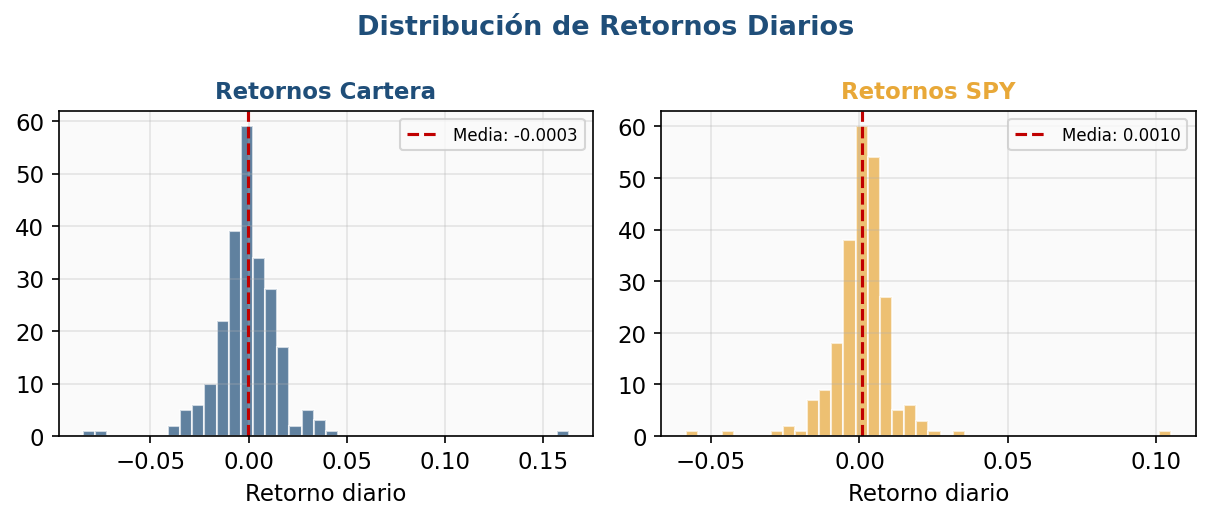 Distribución de Retornos Diarios
Retornos Cartera
Media: -0.0003
60
50
40
30
20
10
0
−0.05 0.00 0.05 0.10 0.15
Retorno diario
Retornos SPY
Media: 0.0010
60
50
40
30
20
10
0
−0.05 0.00 0.05 0.10
Retorno diario